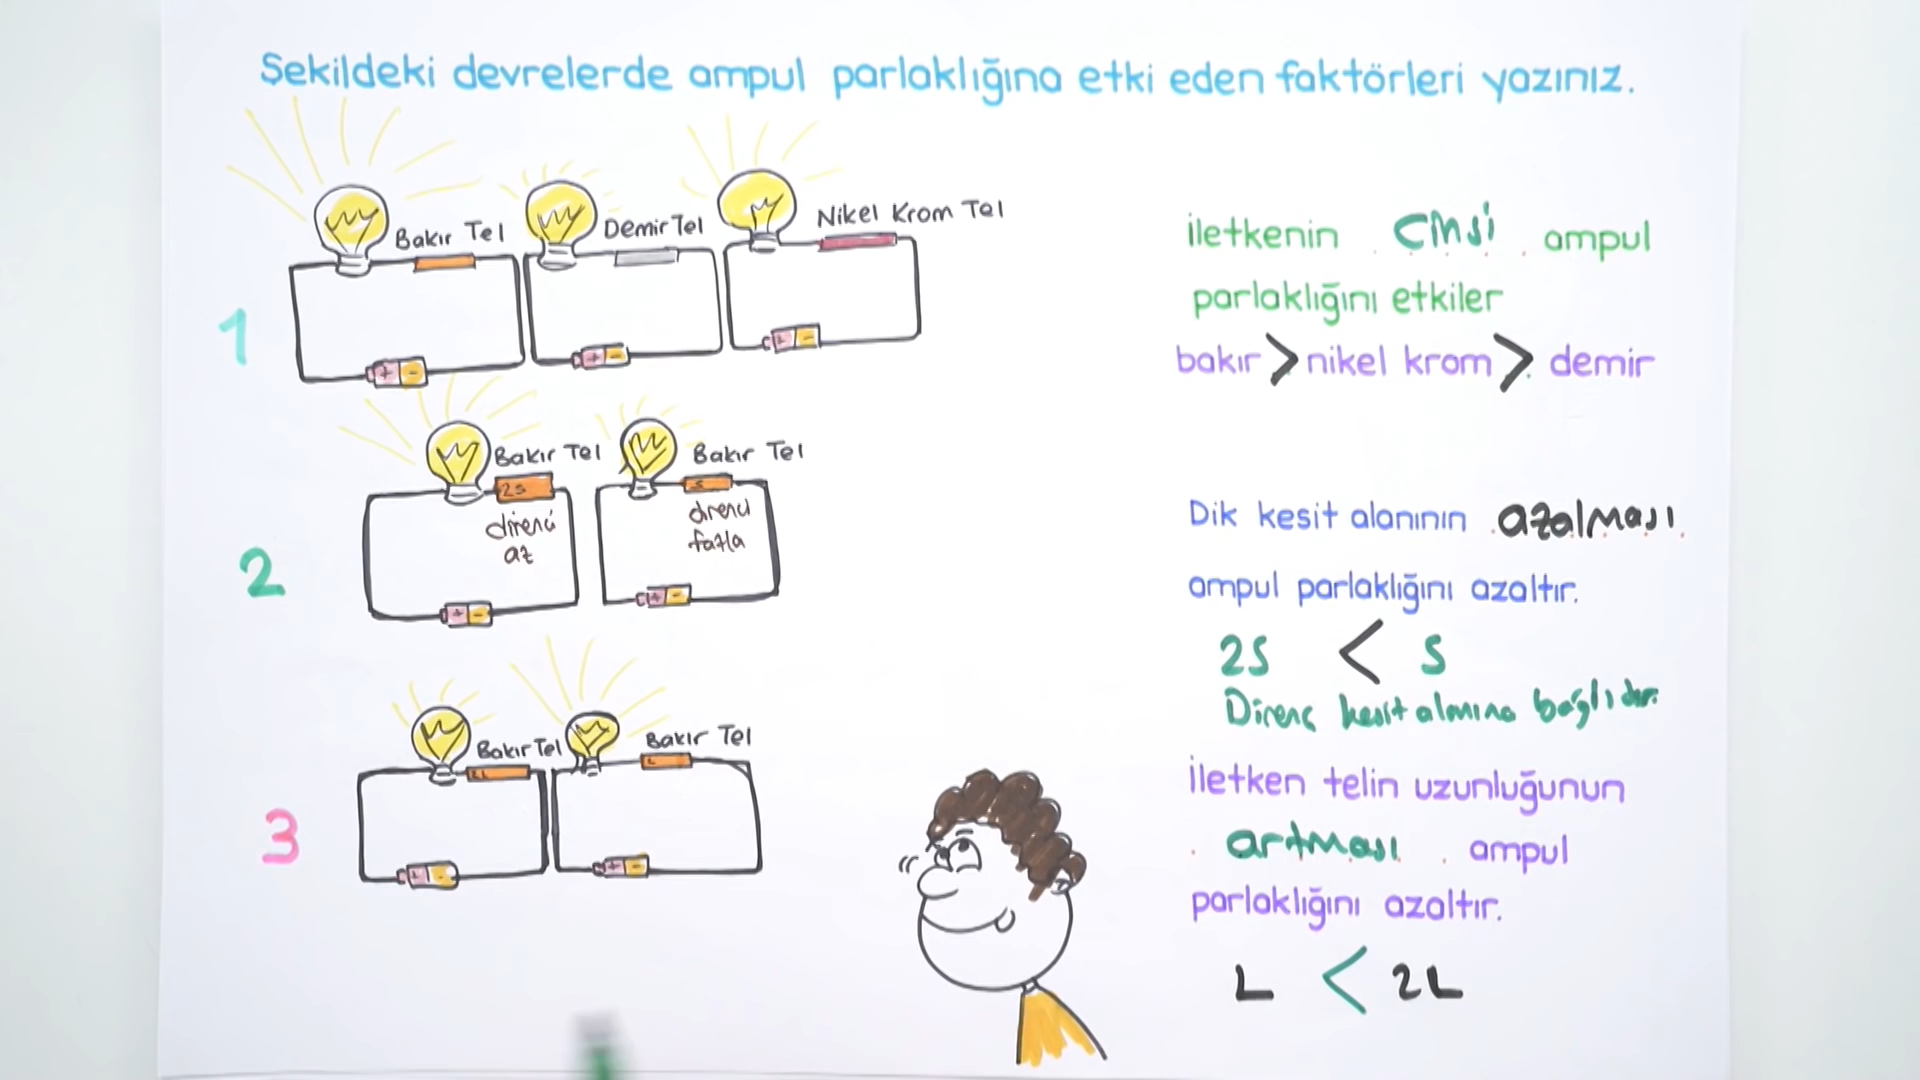 Şekildeki devrelerde ampul parlaklığına etki eden faktörleri yazınız.
1
Bakır Tel
+ -
Demir Tel
+ -
Nikel Krom Tel
+ -
iletkenin cinsi ampul
parlaklığını etkiler
bakır > nikel krom > demir
2
Bakır Tel
2S
direnci
az
+ -
Bakır Tel
S
direnci
fazla
+ -
Dik kesit alanının azalması
ampul parlaklığını azaltır.
2S < S
Direnç kesit alanına bağlıdır.
3
Bakır Tel
2L
+ -
Bakır Tel
L
+ -
İletken telin uzunluğunun
artması ampul
parlaklığını azaltır.
L < 2L